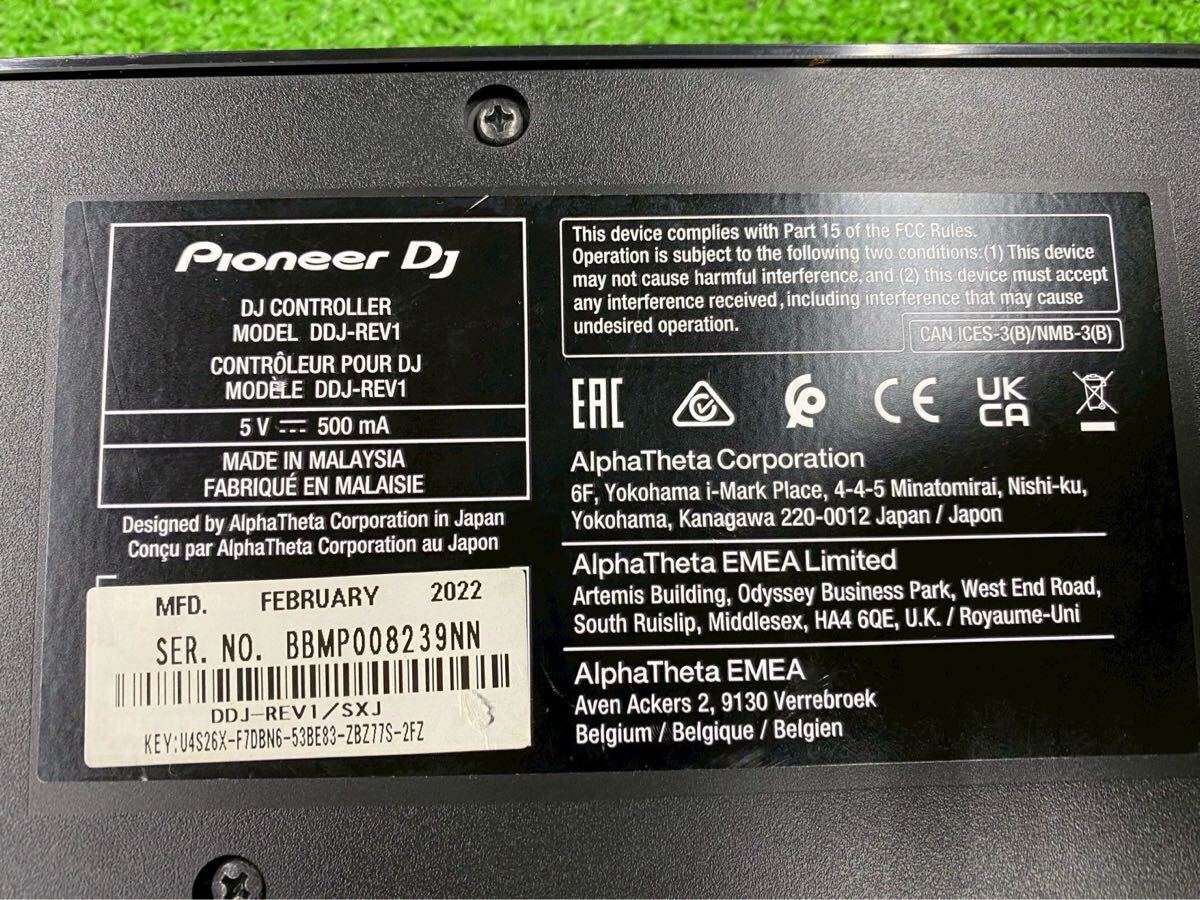 Pioneer Dj
DJ CONTROLLER
MODEL DDJ-REV1
CONTRÔLEUR POUR DJ
MODÈLE DDJ-REV1
5 V ⎓ 500 mA
MADE IN MALAYSIA
FABRIQUÉ EN MALAISIE
Designed by AlphaTheta Corporation in Japan
Conçu par AlphaTheta Corporation au Japon
MFD. FEBRUARY 2022
SER. NO. BBMP008239NN
DDJ-REV1/SXJ
KEY:U4S26X-F7DBN6-53BE83-ZBZ77S-2FZ
This device complies with Part 15 of the FCC Rules.
Operation is subject to the following two conditions:(1) This device
may not cause harmful interference, and (2) this device must accept
any interference received, including interference that may cause
undesired operation.
CAN ICES-3(B)/NMB-3(B)
EAC CE UK
CA
AlphaTheta Corporation
6F, Yokohama i-Mark Place, 4-4-5 Minatomirai, Nishi-ku,
Yokohama, Kanagawa 220-0012 Japan / Japon
AlphaTheta EMEA Limited
Artemis Building, Odyssey Business Park, West End Road,
South Ruislip, Middlesex, HA4 6QE, U.K. / Royaume-Uni
AlphaTheta EMEA
Aven Ackers 2, 9130 Verrebroek
Belgium / Belgique / Belgien